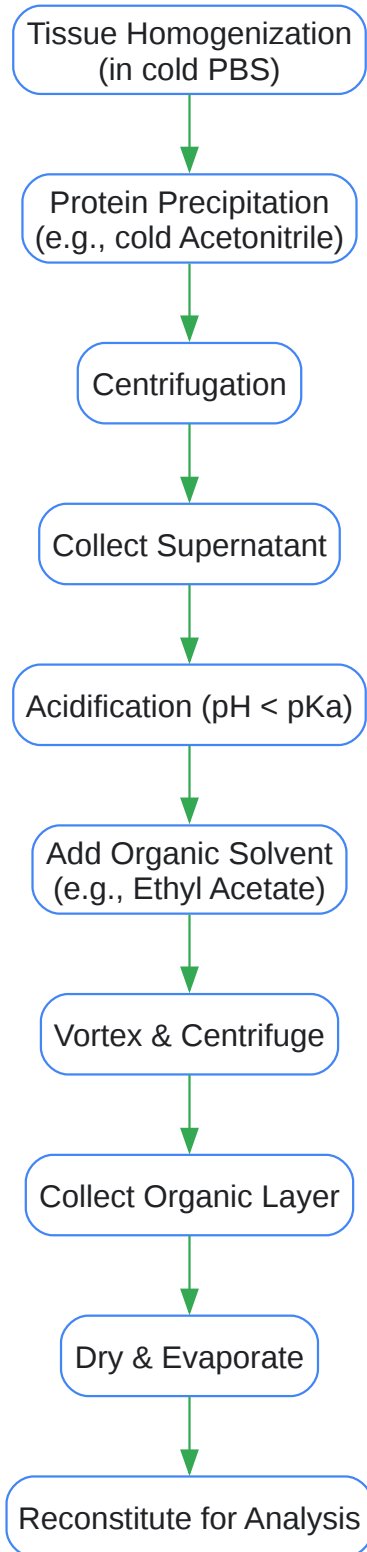 Tissue Homogenization
(in cold PBS)
Protein Precipitation
(e.g., cold Acetonitrile)
Centrifugation
Collect Supernatant
Acidification (pH < pKa)
Add Organic Solvent
(e.g., Ethyl Acetate)
Vortex & Centrifuge
Collect Organic Layer
Dry & Evaporate
Reconstitute for Analysis